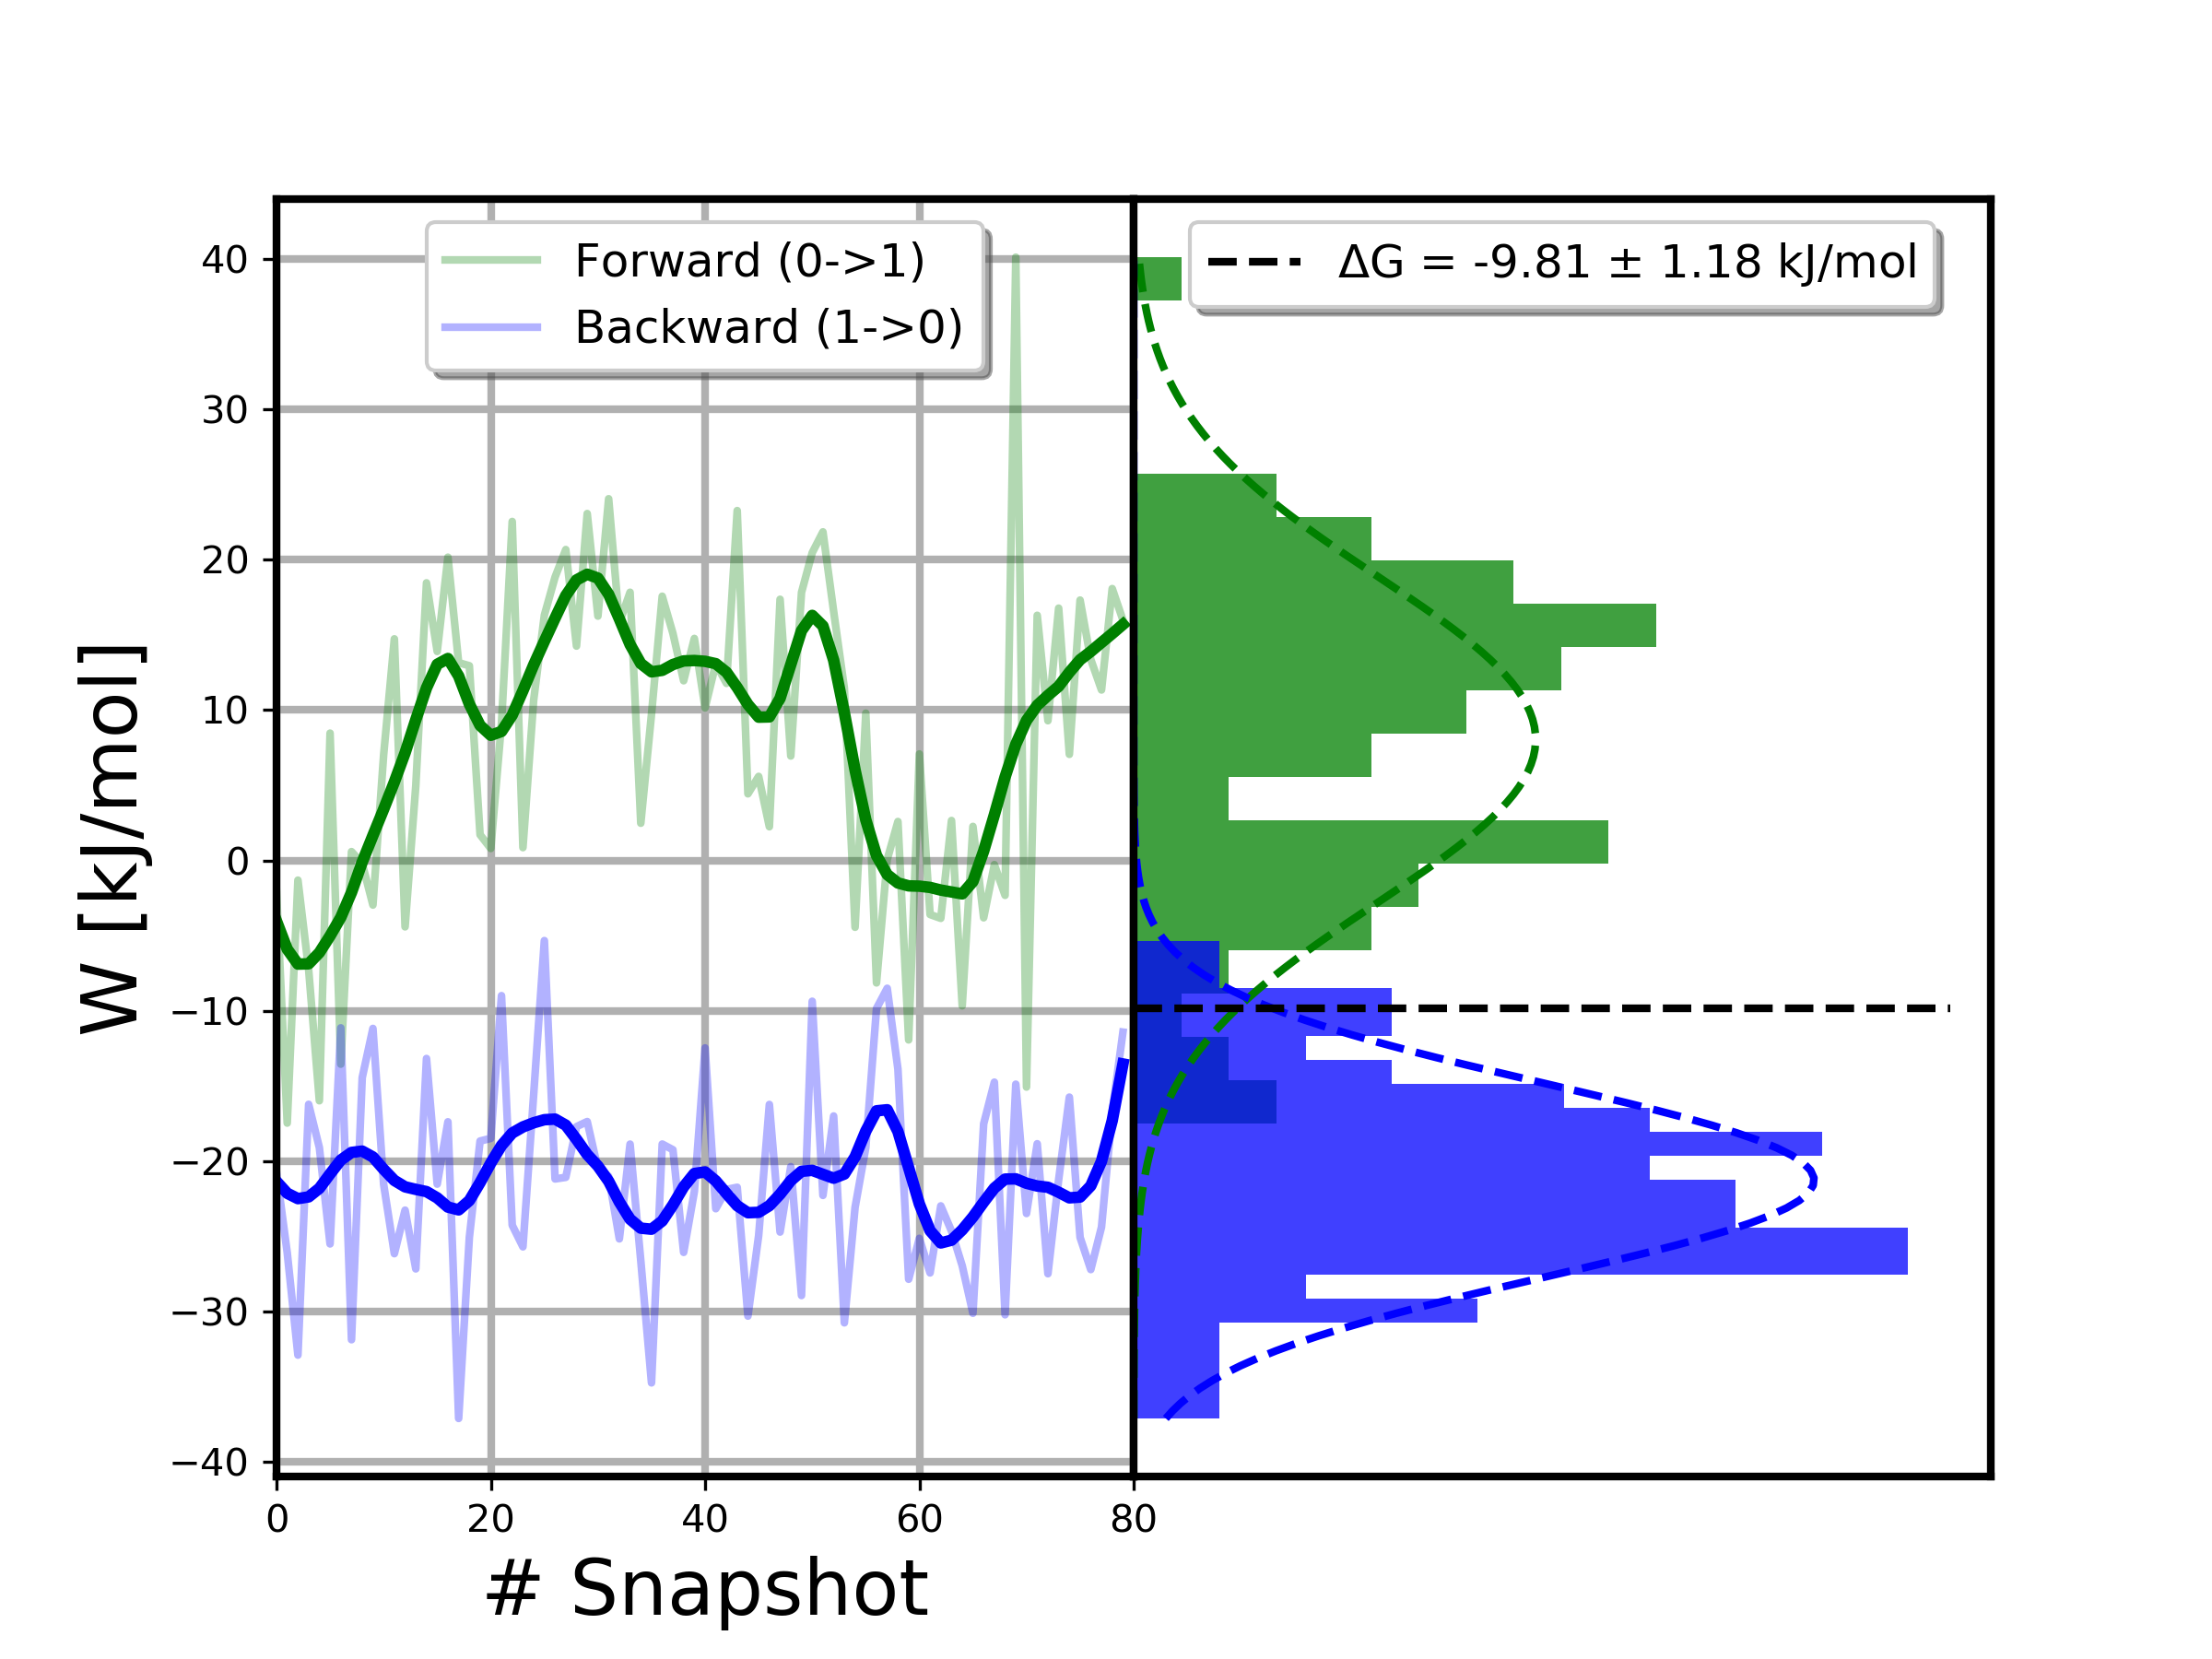 Forward (0->1)
Backward (1->0)
ΔG = -9.81 ± 1.18 kJ/mol
W [kJ/mol]
40
30
20
10
0
−10
−20
−30
−40
0 20 40 60 80
# Snapshot